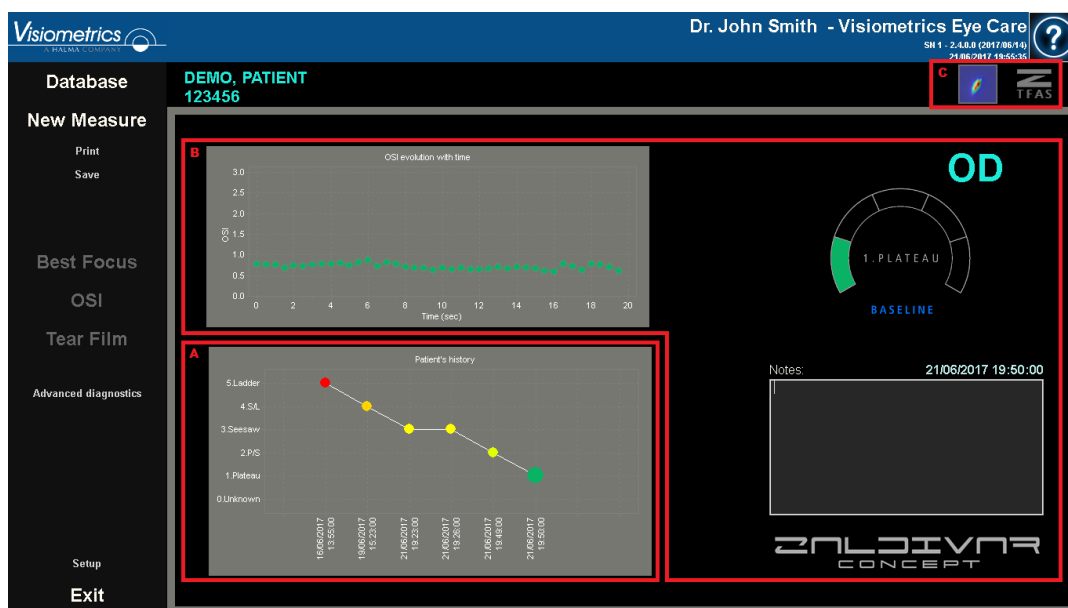 Visiometrics
A HALMA COMPANY
Dr. John Smith - Visiometrics Eye Care
SN 1 - 2.4.0.0 (2017/06/14)
21/06/2017 19:55:35
?
Database
New Measure
Print
Save
Best Focus
OSI
Tear Film
Advanced diagnostics
Setup
Exit
DEMO, PATIENT
123456
C
Z
TFAS
B
OSI evolution with time
OSI
3.0
2.5
2.0
1.5
1.0
0.5
0.0
0 2 4 6 8 10 12 14 16 18 20
Time (sec)
OD
1.PLATEAU
BASELINE
A
Patient's history
5.Ladder
4.S/L
3.Seesaw
2.P/S
1.Plateau
0.Unknown
16/06/2017 13:55:00
19/06/2017 15:23:00
21/06/2017 19:23:00
21/06/2017 19:26:00
21/06/2017 19:49:00
21/06/2017 19:50:00
Notes: 21/06/2017 19:50:00
ZALDIVAR
CONCEPT